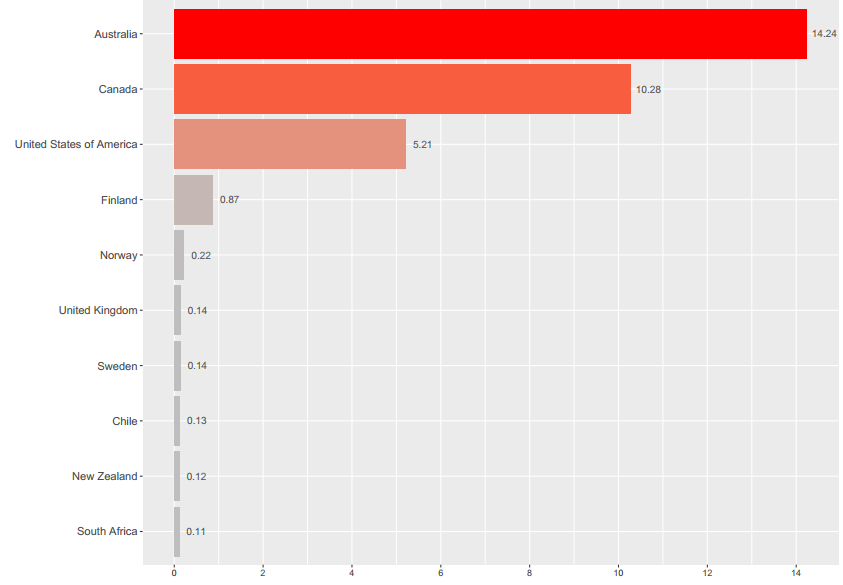 Australia 14.24
Canada 10.28
United States of America 5.21
Finland 0.87
Norway 0.22
United Kingdom 0.14
Sweden 0.14
Chile 0.13
New Zealand 0.12
South Africa 0.11
0 2 4 6 8 10 12 14